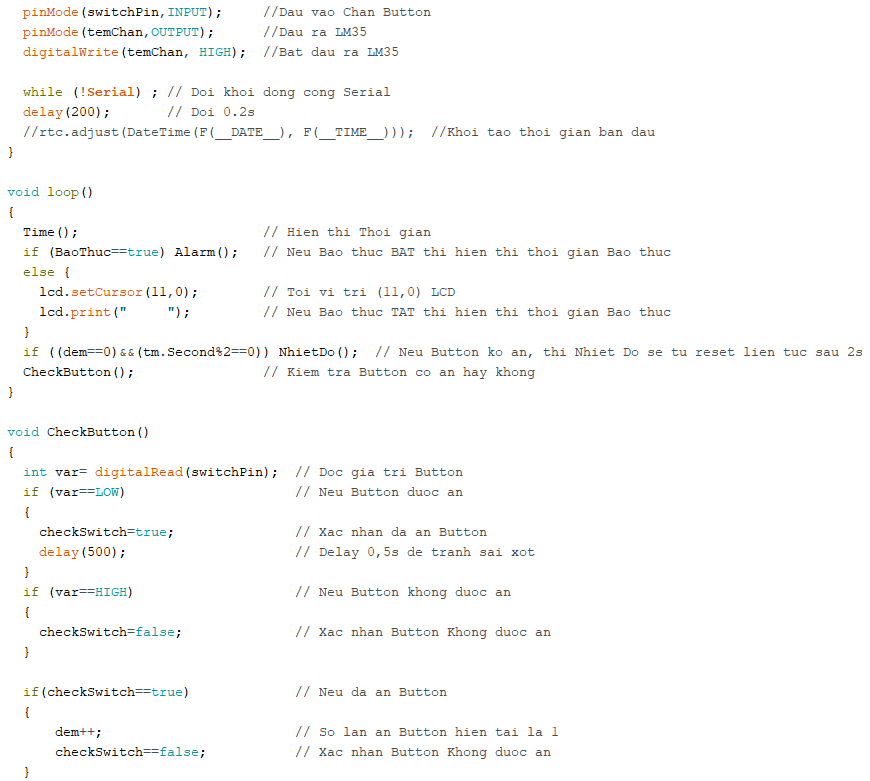 pinMode(switchPin,INPUT);     //Dau vao Chan Button
pinMode(temChan,OUTPUT);      //Dau ra LM35
digitalWrite(temChan, HIGH);  //Bat dau ra LM35
while (!Serial) ; // Doi khoi dong cong Serial
delay(200);       // Doi 0.2s
//rtc.adjust(DateTime(F(__DATE__), F(__TIME__)));  //Khoi tao thoi gian ban dau
}
void loop()
{
Time();                       // Hien thi Thoi gian
if (BaoThuc==true) Alarm();   // Neu Bao thuc BAT thi hien thi thoi gian Bao thuc
else {
lcd.setCursor(11,0);        // Toi vi tri (11,0) LCD
lcd.print("     ");         // Neu Bao thuc TAT thi hien thi thoi gian Bao thuc
}
if ((dem==0)&&(tm.Second%2==0)) NhietDo();  // Neu Button ko an, thi Nhiet Do se tu reset lien tuc sau 2s
CheckButton();                // Kiem tra Button co an hay khong
}
void CheckButton()
{
int var= digitalRead(switchPin);  // Doc gia tri Button
if (var==LOW)                     // Neu Button duoc an
{
checkSwitch=true;               // Xac nhan da an Button
delay(500);                     // Delay 0,5s de tranh sai xot
}
if (var==HIGH)                    // Neu Button khong duoc an
{
checkSwitch=false;              // Xac nhan Button Khong duoc an
}
if(checkSwitch==true)             // Neu da an Button
{
dem++;                        // So lan an Button hien tai la 1
checkSwitch==false;           // Xac nhan Button Khong duoc an
}